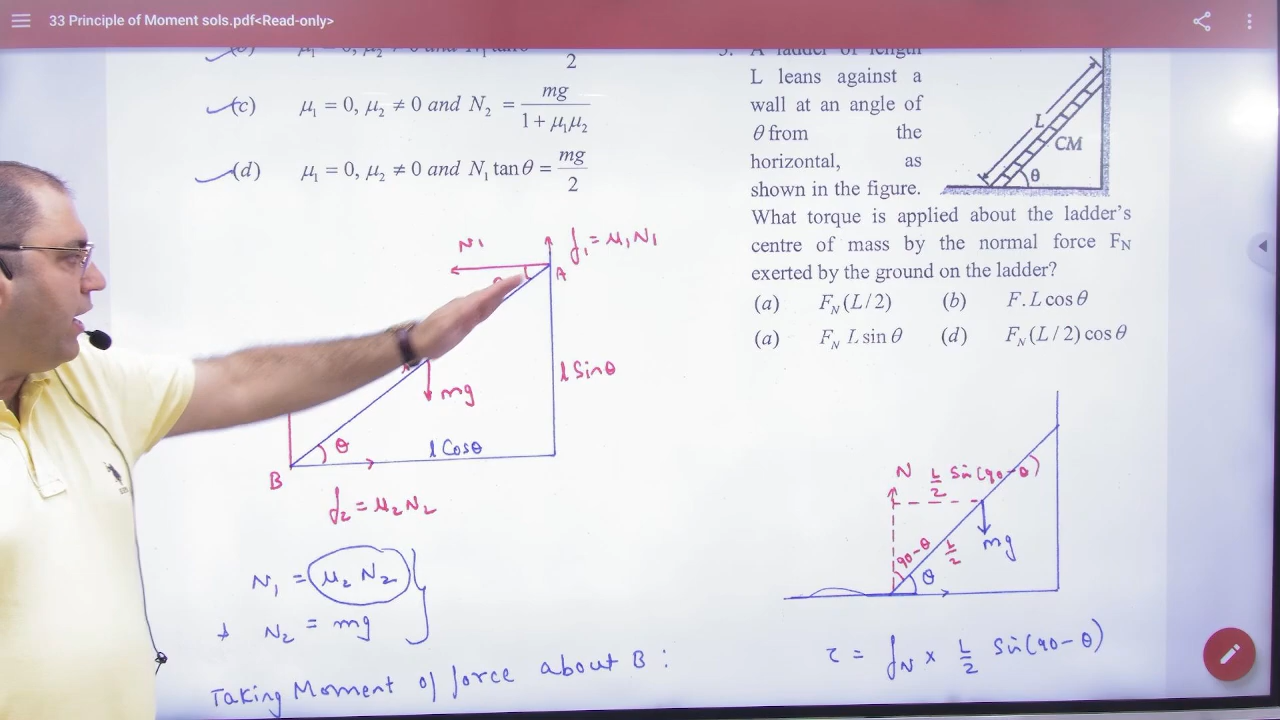 33 Principle of Moment sols.pdf<Read-only>
2
(c) μ₁ = 0, μ₂ ≠ 0 and N₂ = mg / 1 + μ₁μ₂
(d) μ₁ = 0, μ₂ ≠ 0 and N₁ tanθ = mg / 2
N1
f₁ = μ₁N₁
A
mg
l Sinθ
θ
l Cosθ
B
f₂ = μ₂N₂
N₁ = μ₂ N₂
N₂ = mg
Taking Moment of force about B :
A ladder of length
L leans against a
wall at an angle of
θ from the
horizontal, as
shown in the figure.
L
CM
θ
What torque is applied about the ladder's
centre of mass by the normal force FN
exerted by the ground on the ladder?
(a) FN(L/2) (b) F.L cosθ
(a) FN L sinθ (d) FN(L/2) cosθ
N L/2 Sin(90-θ)
mg
90-θ L/2
θ
τ = fN × L/2 Sin(90-θ)